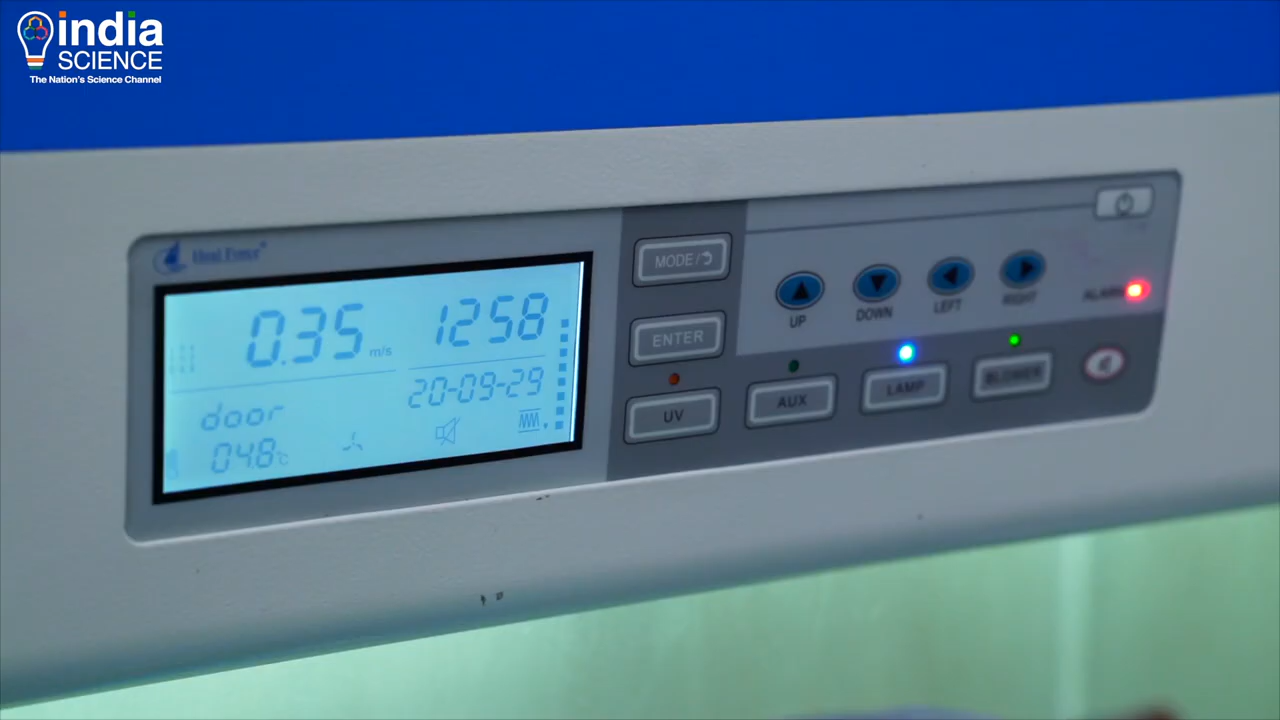 india
SCIENCE
The Nation's Science Channel
0.35 m/s
1258
20-09-29
door
048°C
MODE/
ENTER
UV
AUX
LAMP
BLOWER
UP
DOWN
LEFT
RIGHT
ALARM